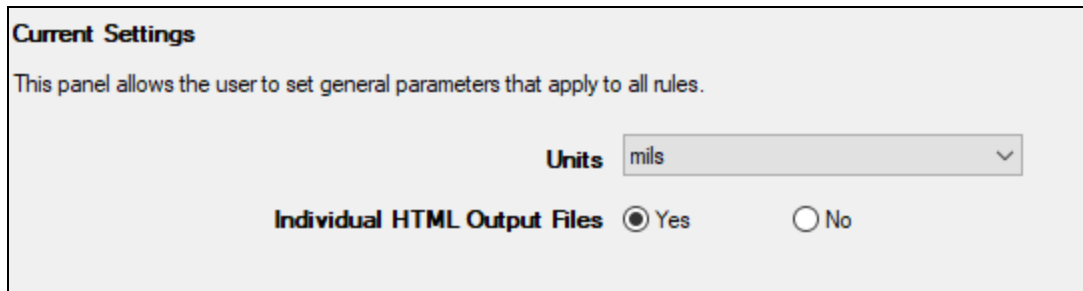 Current Settings
This panel allows the user to set general parameters that apply to all rules.
Units mils
Individual HTML Output Files Yes No